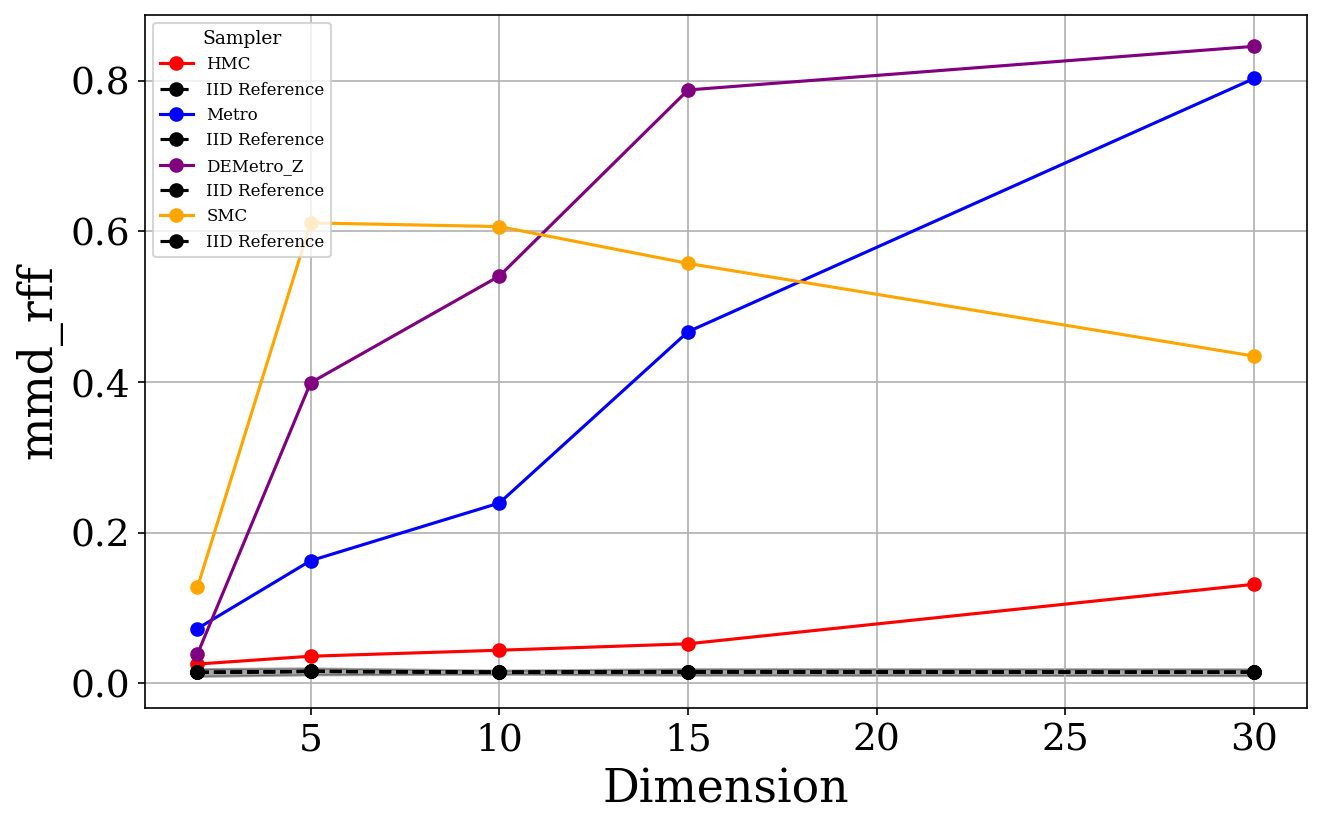 Sampler
HMC
IID Reference
Metro
IID Reference
DEMetro_Z
IID Reference
SMC
IID Reference
mmd_rff
0.8
0.6
0.4
0.2
0.0
5 10 15 20 25 30
Dimension